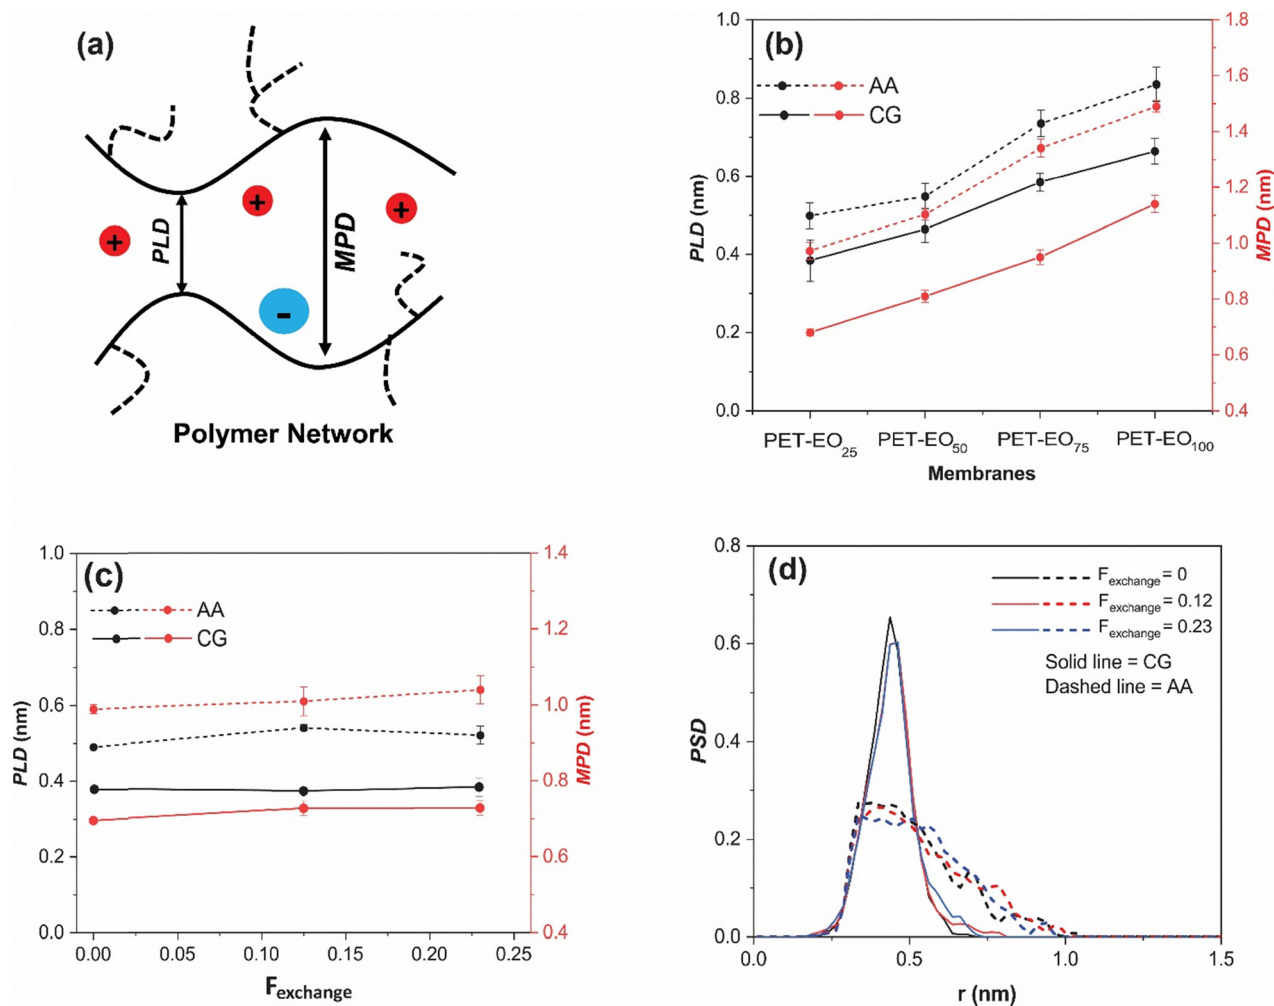 (a)
+
+
+
-
PLD
MPD
Polymer Network
(b)
AA
CG
PLD (nm)
1.0
0.8
0.6
0.4
0.2
0.0
MPD (nm)
1.8
1.6
1.4
1.2
1.0
0.8
0.6
0.4
PET-EO25 PET-EO50 PET-EO75 PET-EO100
Membranes
(c)
AA
CG
PLD (nm)
1.0
0.8
0.6
0.4
0.2
0.0
MPD (nm)
1.4
1.2
1.0
0.8
0.6
0.4
0.00 0.05 0.10 0.15 0.20 0.25
Fexchange
(d)
Fexchange = 0
Fexchange = 0.12
Fexchange = 0.23
Solid line = CG
Dashed line = AA
PSD
0.8
0.6
0.4
0.2
0.0
0.0 0.5 1.0 1.5
r (nm)